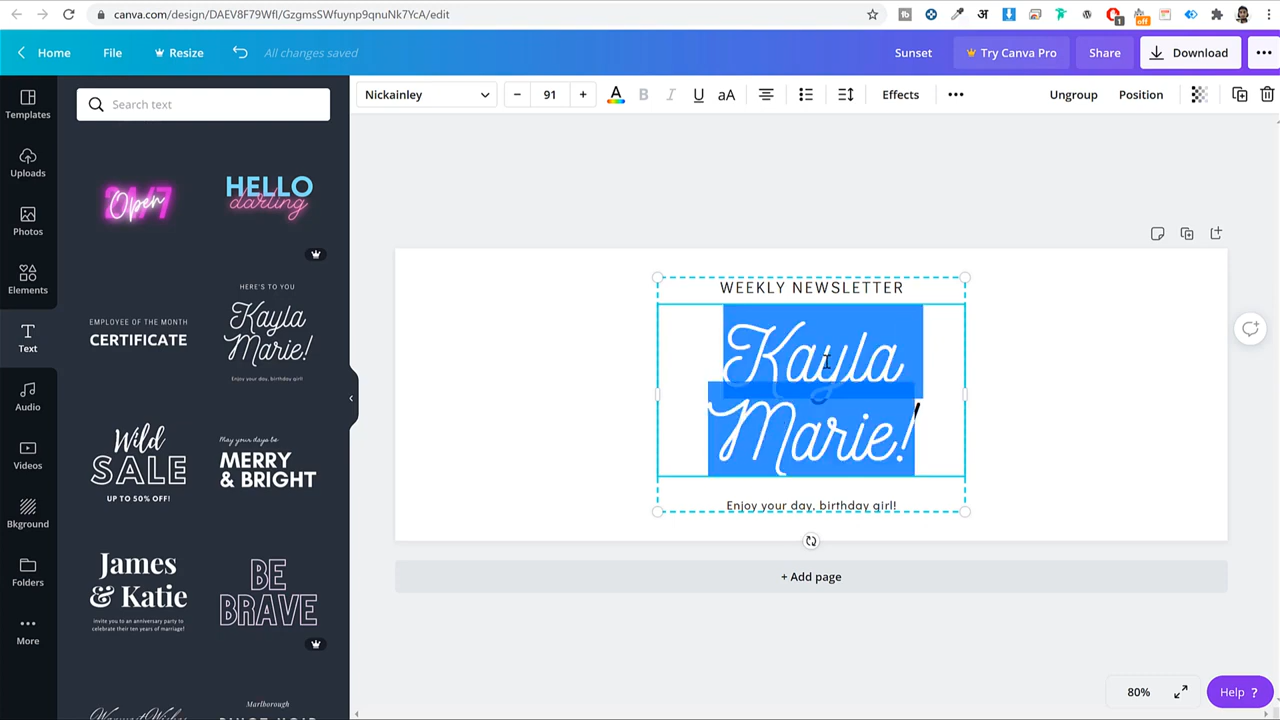 canva.com/design/DAEV8F79WfI/GzgmsSWfuynp9qnuNk7YcA/edit
Home File Resize All changes saved Sunset Try Canva Pro Share Download
Templates
Uploads
Photos
Elements
Text
Audio
Videos
Bkground
Folders
More
Search text
Open
HELLO
darling
EMPLOYEE OF THE MONTH
CERTIFICATE
HERE'S TO YOU
Kayla
Marie!
Enjoy your day, birthday girl!
Wild
SALE
UP TO 50% OFF!
May your days be
MERRY
& BRIGHT
James
& Katie
Invite you to an anniversary party to
celebrate their ten years of marriage!
BE
BRAVE
Marlborough
Nickainley - 91 + A B I U aA Effects Ungroup Position
WEEKLY NEWSLETTER
Kayla
Marie!
Enjoy your day, birthday girl!
+ Add page
80% Help ?